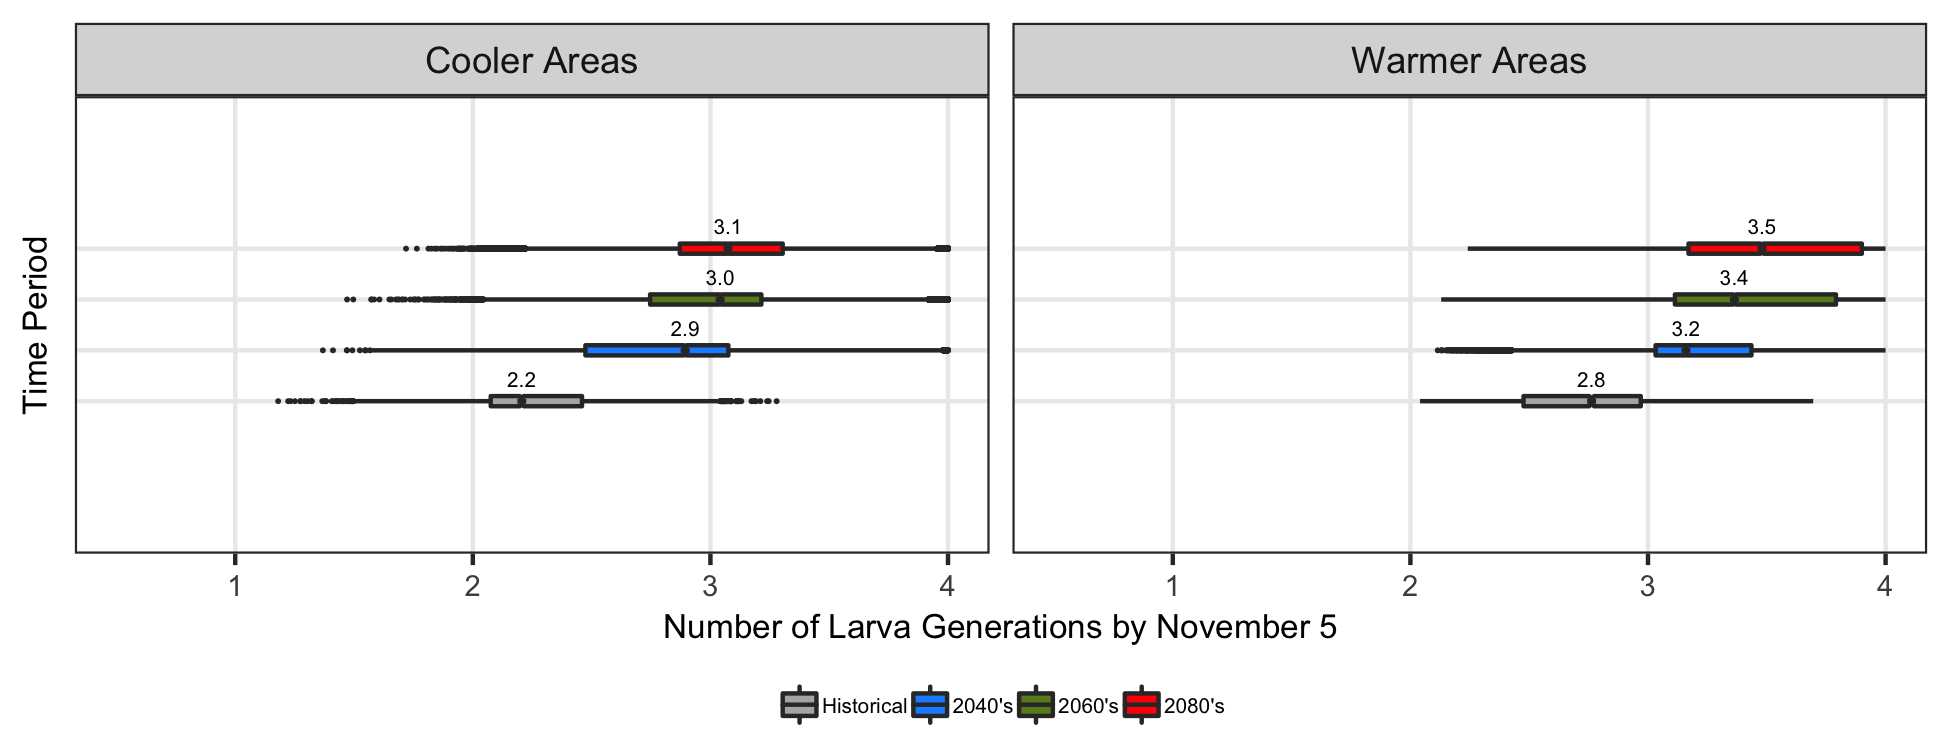 Cooler Areas
Warmer Areas
Time Period
3.1
3.0
2.9
2.2
3.5
3.4
3.2
2.8
1 2 3 4
1 2 3 4
Number of Larva Generations by November 5
Historical 2040's 2060's 2080's